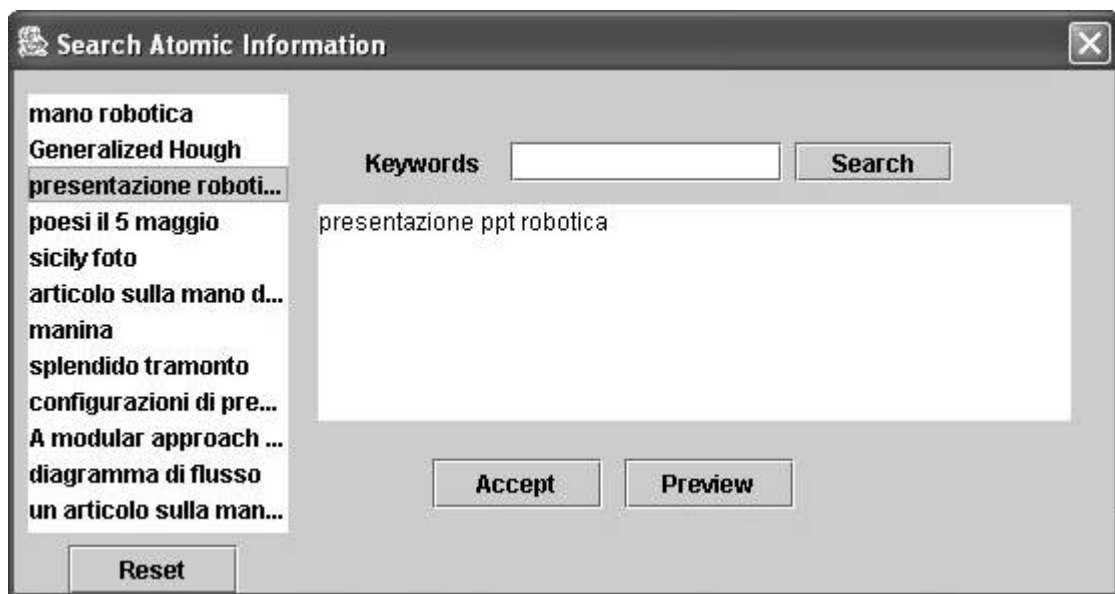 Search Atomic Information
mano robotica
Generalized Hough
presentazione roboti...
poesi il 5 maggio
sicily foto
articolo sulla mano d...
manina
splendido tramonto
configurazioni di pre...
A modular approach ...
diagramma di flusso
un articolo sulla man...
Reset
Keywords
Search
presentazione ppt robotica
Accept
Preview